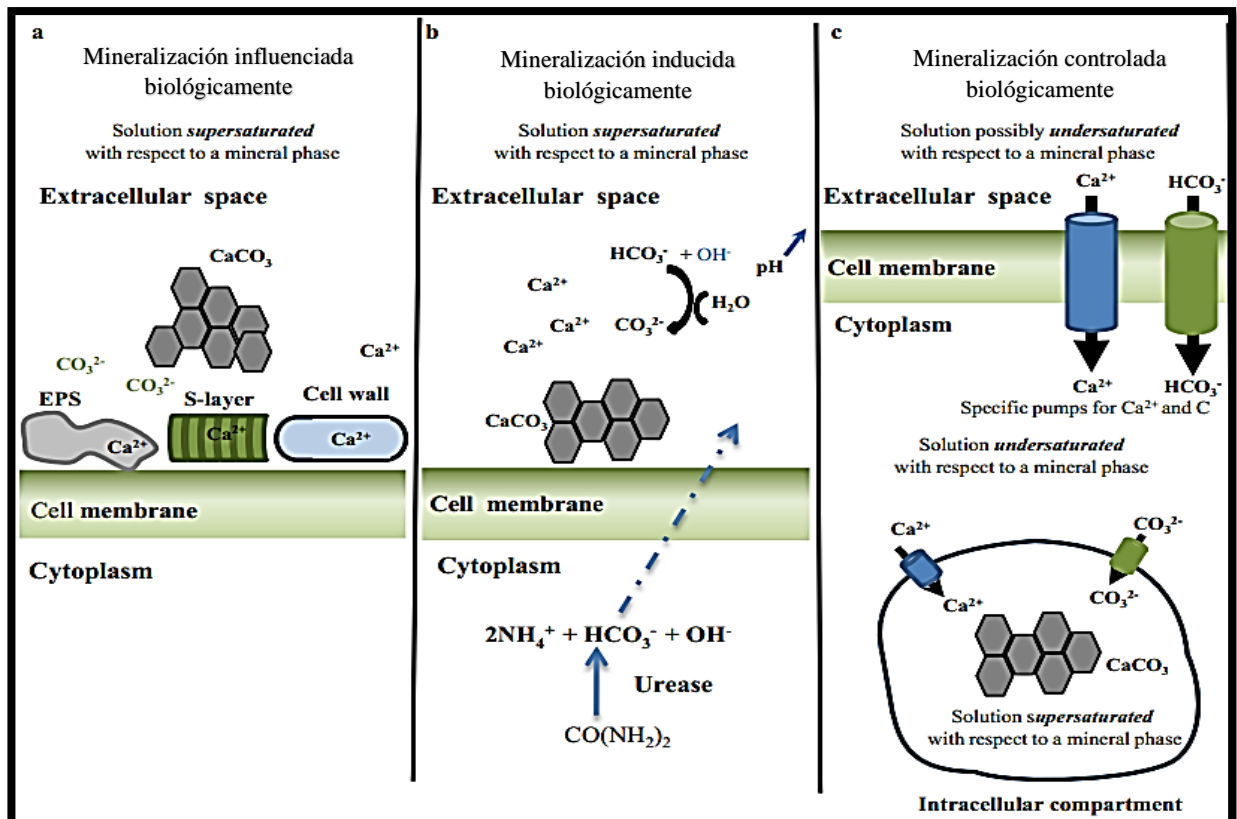 a
Mineralización influenciada
biológicamente
Solution supersaturated
with respect to a mineral phase
Extracellular space
CaCO₃
Ca²⁺
CO₃²⁻
CO₃²⁻
EPS
S-layer
Cell wall
Ca²⁺
Ca²⁺
Ca²⁺
Cell membrane
Cytoplasm
b
Mineralización inducida
biológicamente
Solution supersaturated
with respect to a mineral phase
Extracellular space
HCO₃⁻ + OH⁻
pH
Ca²⁺
H₂O
Ca²⁺
CO₃²⁻
Ca²⁺
CaCO₃
Cell membrane
Cytoplasm
2NH₄⁺ + HCO₃⁻ + OH⁻
Urease
CO(NH₂)₂
c
Mineralización controlada
biológicamente
Solution possibly undersaturated
with respect to a mineral phase
Ca²⁺
HCO₃⁻
Extracellular space
Cell membrane
Cytoplasm
Ca²⁺
HCO₃⁻
Specific pumps for Ca²⁺ and C
Solution undersaturated
with respect to a mineral phase
Ca²⁺
CO₃²⁻
Ca²⁺
CO₃²⁻
CaCO₃
Solution supersaturated
with respect to a mineral phase
Intracellular compartment